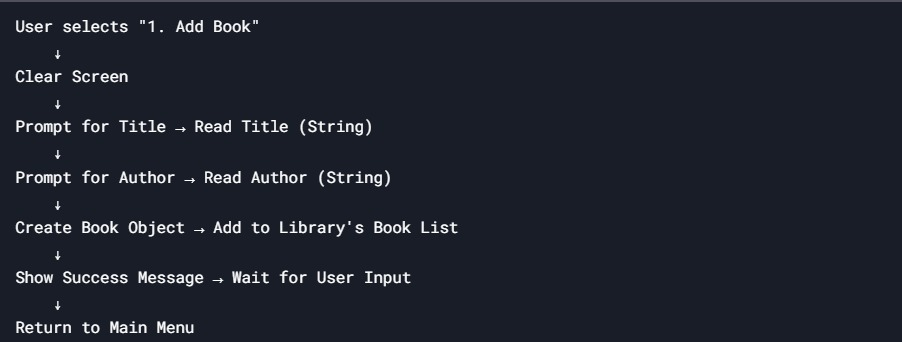 User selects "1. Add Book"
↓
Clear Screen
↓
Prompt for Title → Read Title (String)
↓
Prompt for Author → Read Author (String)
↓
Create Book Object → Add to Library's Book List
↓
Show Success Message → Wait for User Input
↓
Return to Main Menu